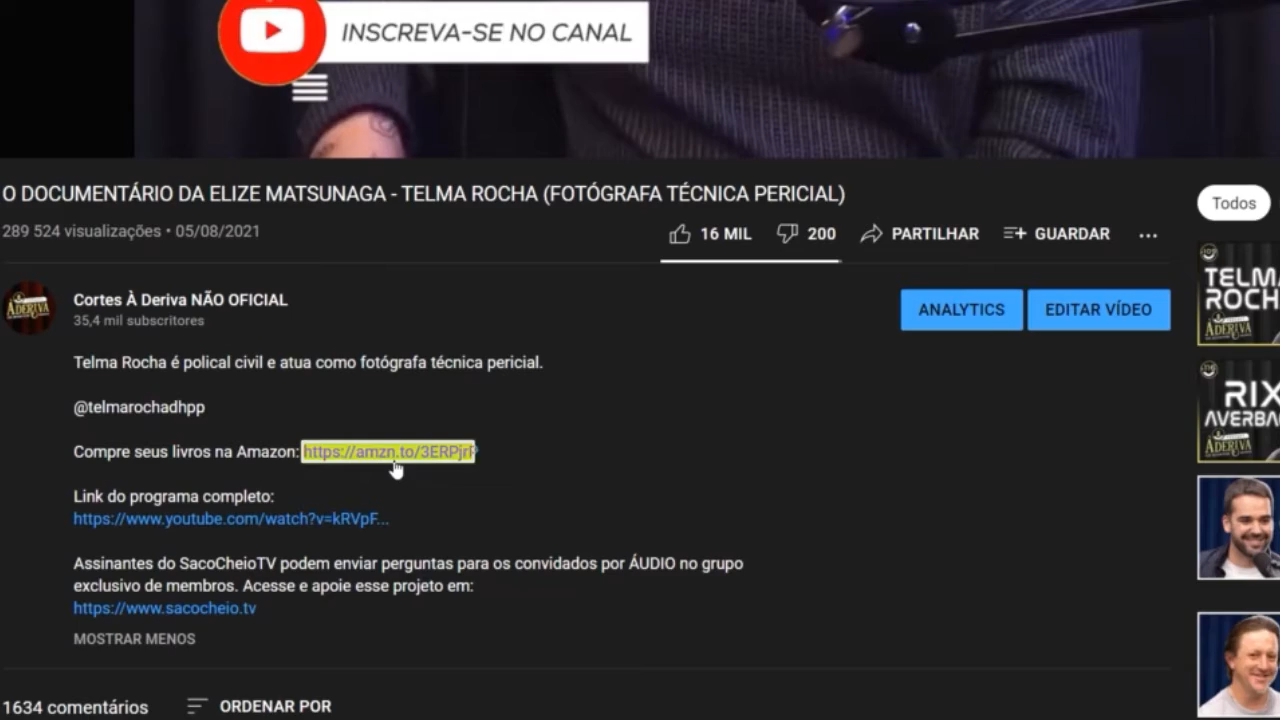 INSCREVA-SE NO CANAL
O DOCUMENTÁRIO DA ELIZE MATSUNAGA - TELMA ROCHA (FOTÓGRAFA TÉCNICA PERICIAL)
289 524 visualizações • 05/08/2021
16 MIL
200
PARTILHAR
GUARDAR
Todos
Cortes À Deriva NÃO OFICIAL
35,4 mil subscritores
ANALYTICS
EDITAR VÍDEO
Telma Rocha é polical civil e atua como fotógrafa técnica pericial.
@telmarochadhpp
Compre seus livros na Amazon: https://amzn.to/3ERPjrP
Link do programa completo:
https://www.youtube.com/watch?v=kRVpF...
Assinantes do SacoCheioTV podem enviar perguntas para os convidados por ÁUDIO no grupo
exclusivo de membros. Acesse e apoie esse projeto em:
https://www.sacocheio.tv
MOSTRAR MENOS
1634 comentários
ORDENAR POR
TELMA
ROCHA
ÀDERIVA
RIX
AVERBA
ÀDERIVA
ÀDERIVA